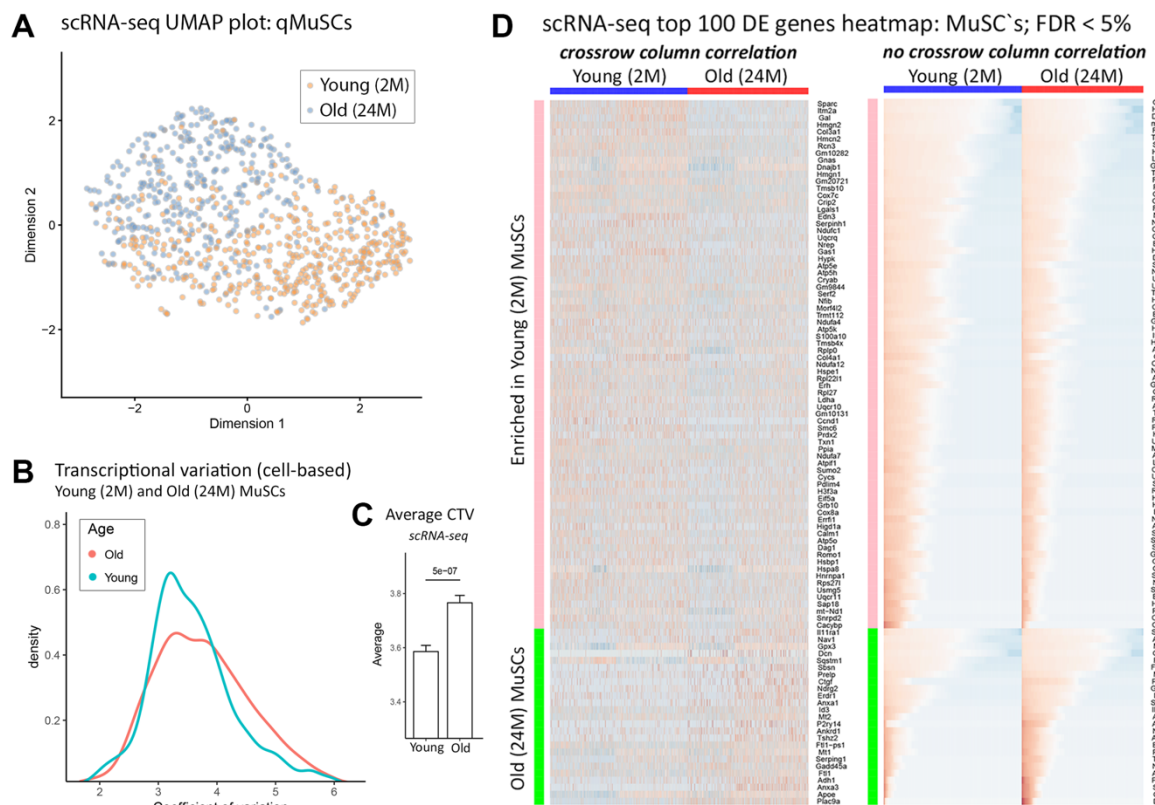 A scRNA-seq UMAP plot: qMuSCs
Young (2M)
Old (24M)
Dimension 2
2
0
−2
−2
0
2
Dimension 1
B Transcriptional variation (cell-based)
Young (2M) and Old (24M) MuSCs
Age
Old
Young
density
0.8
0.6
0.4
0.2
2
3
4
5
6
Coefficient of variation
C Average CTV
scRNA-seq
5e-07
Average
3.8
3.6
3.4
Young
Old
D scRNA-seq top 100 DE genes heatmap: MuSC`s; FDR < 5%
crossrow column correlation
no crossrow column correlation
Young (2M)
Old (24M)
Young (2M)
Old (24M)
Enriched in Young (2M) MuSCs
Old (24M) MuSCs
Sparc
Itm2a
Gal
Hmgn2
Col3a1
Hmcn2
Rcn3
Gm10282
Gnas
Dnajb1
Hmgn1
Gm20721
Tmsb10
Cox7c
Crip2
Lgals1
Edn3
Serpinh1
Ndufc1
Uqcrq
Nrep
Gas1
Hypk
Atp5e
Atp5h
Cryab
Gm9844
Serf2
Nfib
Morf4l2
Trmt112
Ndufa4
Atp5k
S100a10
Tmsb4x
Rplp0
Col4a1
Ndufa12
Hspe1
Rpl22l1
Erh
Rpl27
Ldha
Uqcr10
Gm10131
Ccnd1
Smc6
Prdx2
Txn1
Ppia
Ndufa7
Atpif1
Sumo2
Cycs
Pdlim4
H3f3a
Eif5a
Grb10
Cox8a
Errfi1
Higd1a
Calm1
Atp5o
Dag1
Romo1
Hsbp1
Hspa8
Hnrnpa1
Rps27l
Usmg5
Uqcr11
Sap18
mt-Nd1
Snrpd2
Cacybp
Il11ra1
Nav1
Gpx3
Dcn
Sqstm1
Sbsn
Prelp
Ctgf
Ndrg2
Erdr1
Anxa1
Id3
Mt2
P2ry14
Ankrd1
Tshz2
Ftl1-ps1
Mt1
Serping1
Gadd45a
Ftl1
Adh1
Anxa3
Apoe
Plac9a